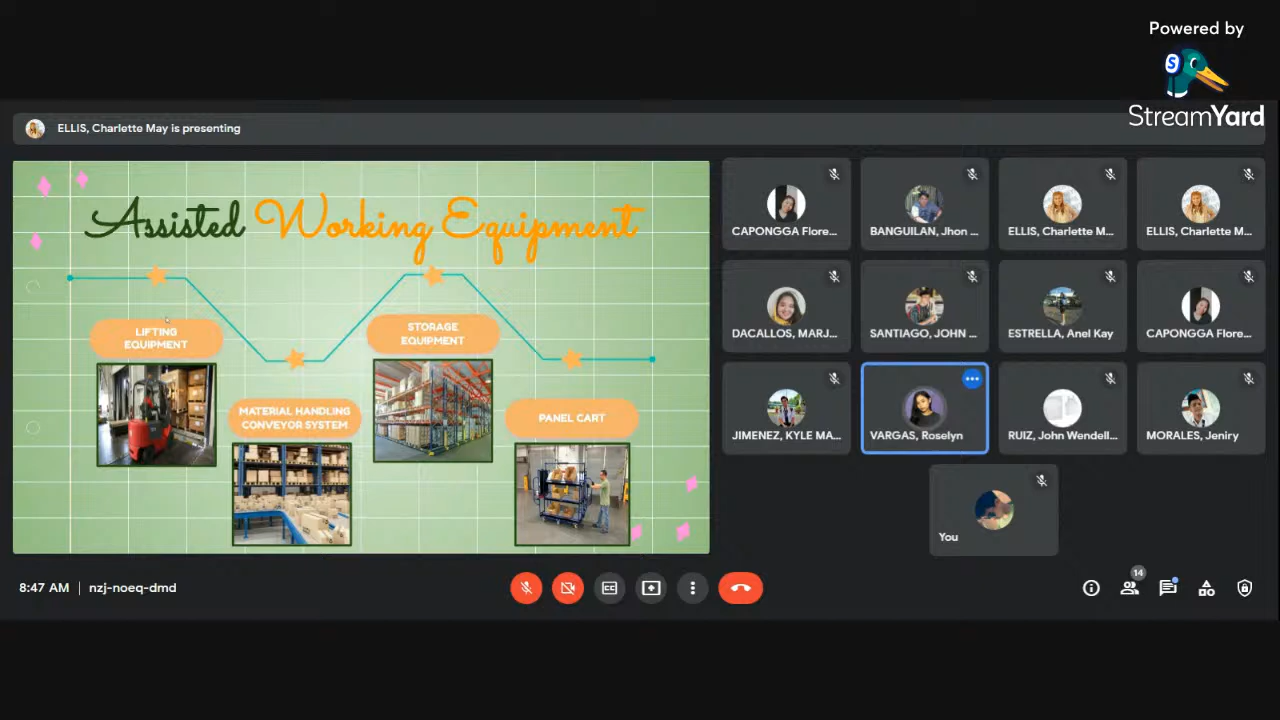 Powered by
S
StreamYard
ELLIS, Charlette May is presenting
Assisted Working Equipment
LIFTING
EQUIPMENT
MATERIAL HANDLING
CONVEYOR SYSTEM
STORAGE
EQUIPMENT
PANEL CART
CAPONGGA Flore...
BANGUILAN, Jhon ...
ELLIS, Charlette M...
ELLIS, Charlette M...
DACALLOS, MARJ...
SANTIAGO, JOHN ...
ESTRELLA, Anel Kay
CAPONGGA Flore...
JIMENEZ, KYLE MA...
VARGAS, Roselyn
RUIZ, John Wendell...
MORALES, Jeniry
You
8:47 AM | nzj-noeq-dmd
14